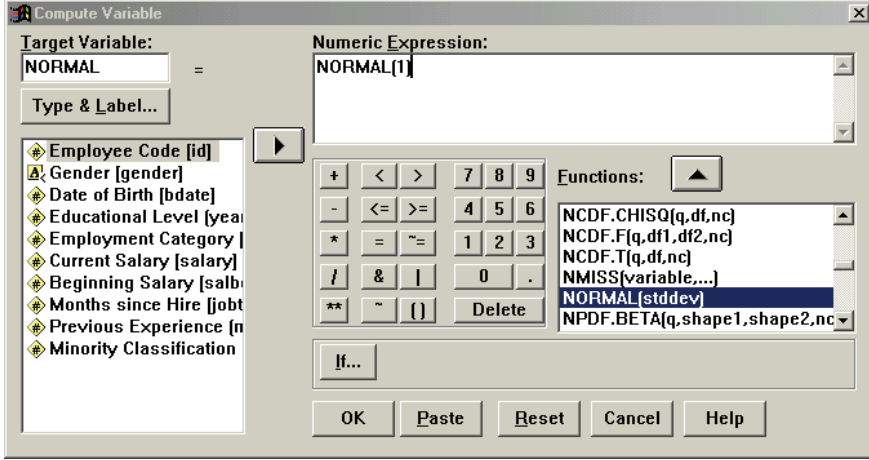 Compute Variable
Target Variable:
NORMAL
=
Type & Label...
Employee Code [id]
Gender [gender]
Date of Birth [bdate]
Educational Level [yea
Employment Category [
Current Salary [salary]
Beginning Salary [salb
Months since Hire [jobt
Previous Experience [
Minority Classification
Numeric Expression:
NORMAL(1)
+ < > 7 8 9
- <= >= 4 5 6
* = ~= 1 2 3
/ & | 0 .
** ~ () Delete
Functions:
NCDF.CHISQ(q,df,nc)
NCDF.F(q,df1,df2,nc)
NCDF.T(q,df,nc)
NMISS(variable,...)
NORMAL(stddev)
NPDF.BETA(q,shape1,shape2,nc
If...
OK Paste Reset Cancel Help